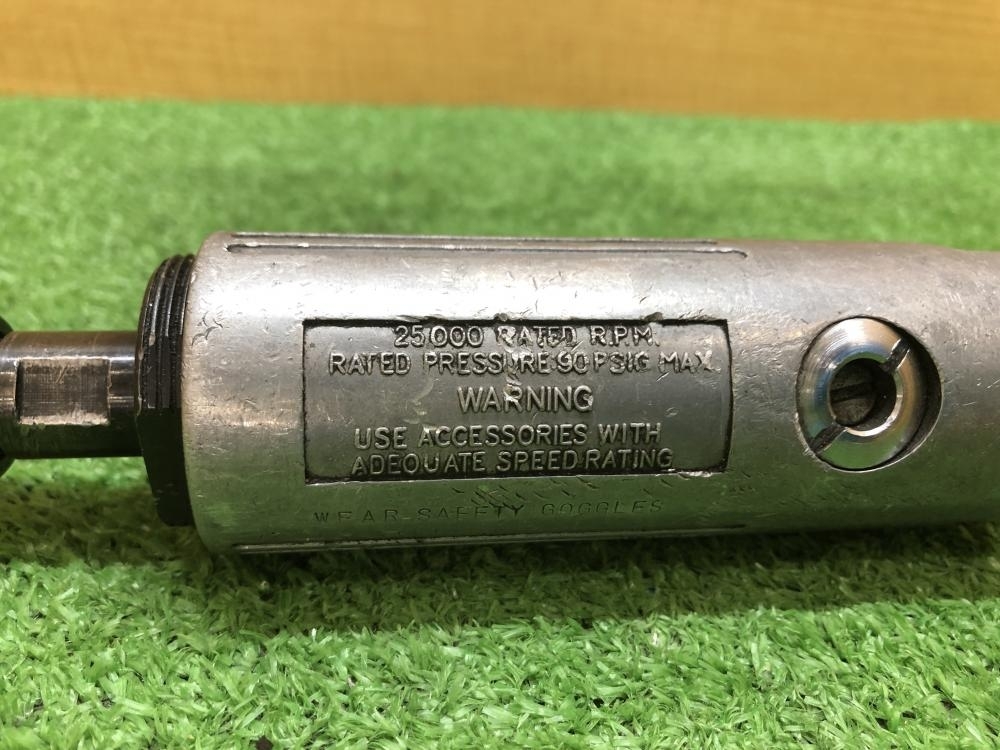 25000 RATED R.P.M.
RATED PRESSURE 90 PSIG MAX
WARNING
USE ACCESSORIES WITH
ADEQUATE SPEED RATING
WEAR SAFETY GOGGLES